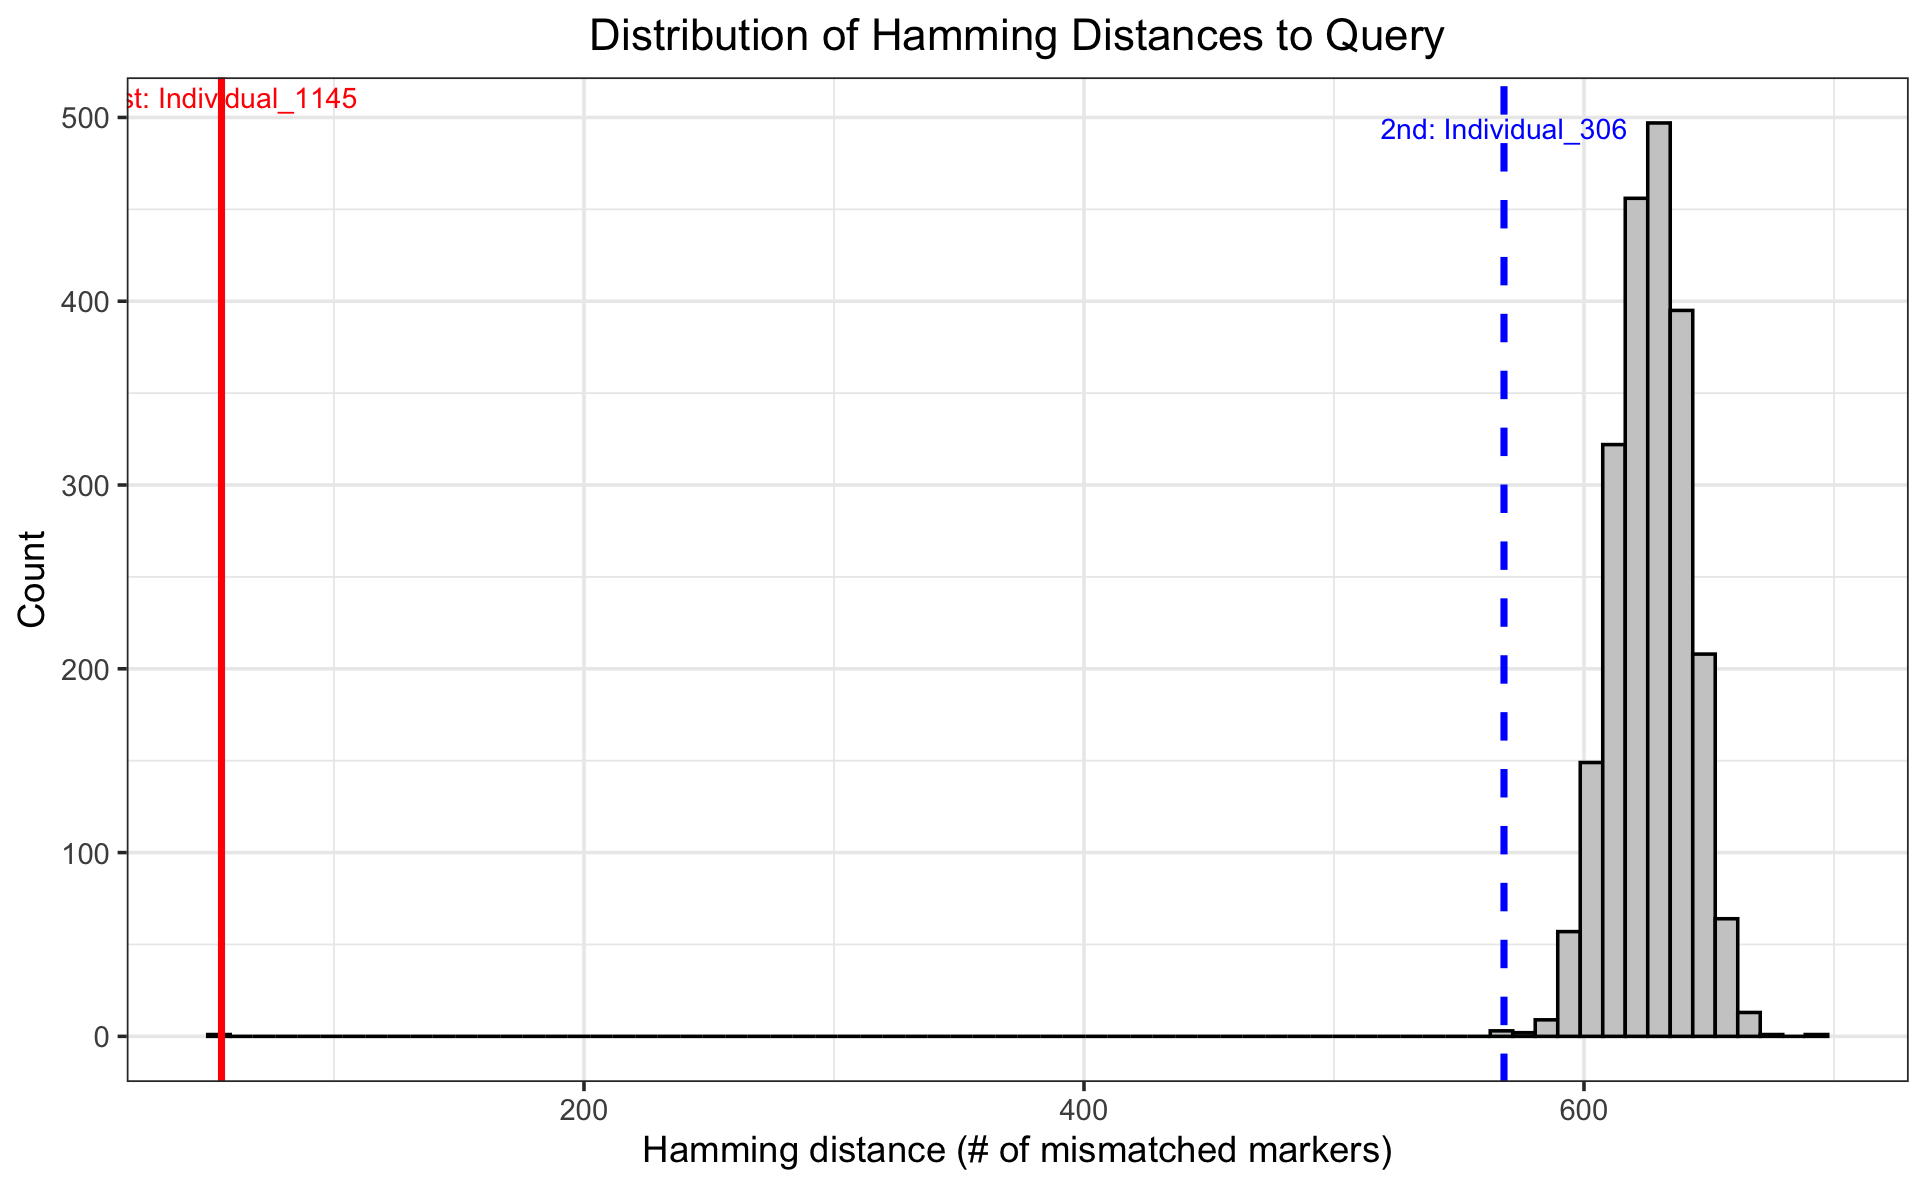 Distribution of Hamming Distances to Query
st: Individual_1145
2nd: Individual_306
500
400
300
200
100
0
Count
200 400 600
Hamming distance (# of mismatched markers)